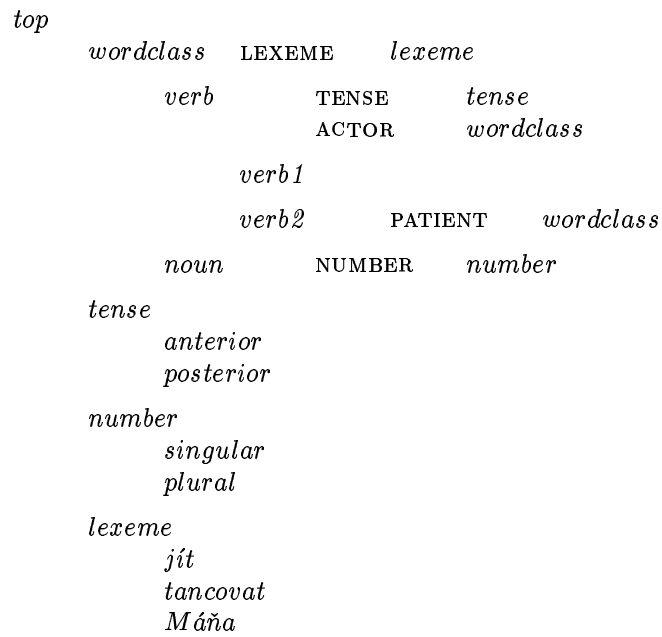 top
wordclass LEXEME lexeme
verb TENSE tense
ACTOR wordclass
verb1
verb2 PATIENT wordclass
noun NUMBER number
tense
anterior
posterior
number
singular
plural
lexeme
jít
tancovat
Máňa